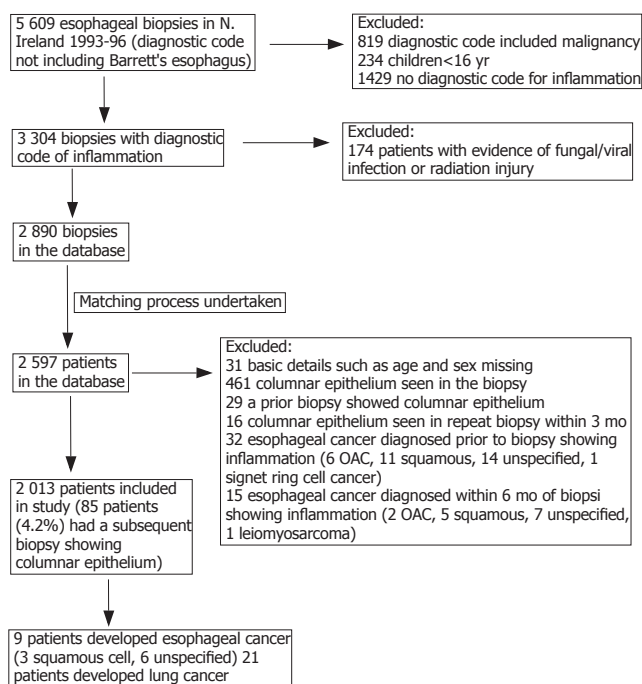 5 609 esophageal biopsies in N.
Ireland 1993-96 (diagnostic code
not including Barrett's esophagus)
Excluded:
819 diagnostic code included malignancy
234 children<16 yr
1429 no diagnostic code for inflammation
3 304 biopsies with diagnostic
code of inflammation
Excluded:
174 patients with evidence of fungal/viral
infection or radiation injury
2 890 biopsies
in the database
Matching process undertaken
2 597 patients
in the database
Excluded:
31 basic details such as age and sex missing
461 columnar epithelium seen in the biopsy
29 a prior biopsy showed columnar epithelium
16 columnar epithelium seen in repeat biopsy within 3 mo
32 esophageal cancer diagnosed prior to biopsy showing
inflammation (6 OAC, 11 squamous, 14 unspecified, 1
signet ring cell cancer)
15 esophageal cancer diagnosed within 6 mo of biopsi
showing inflammation (2 OAC, 5 squamous, 7 unspecified,
1 leiomyosarcoma)
2 013 patients included
in study (85 patients
(4.2%) had a subsequent
biopsy showing
columnar epithelium)
9 patients developed esophageal cancer
(3 squamous cell, 6 unspecified) 21
patients developed lung cancer